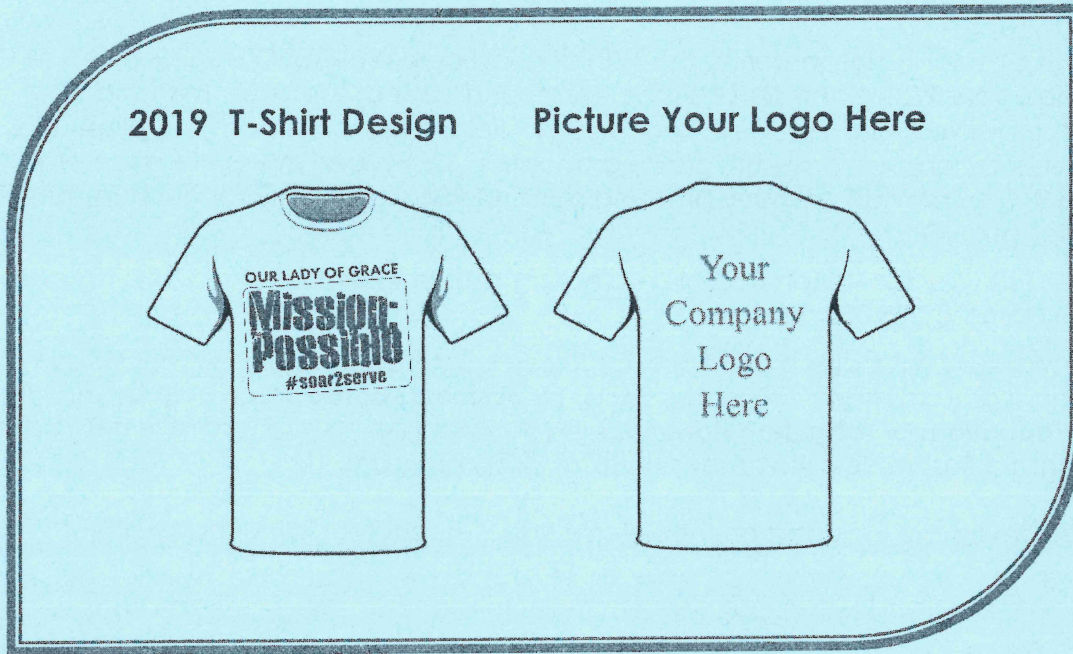 2019 T-Shirt Design
Picture Your Logo Here
OUR LADY OF GRACE
Mission-
Possible
#soar2serve
Your
Company
Logo
Here